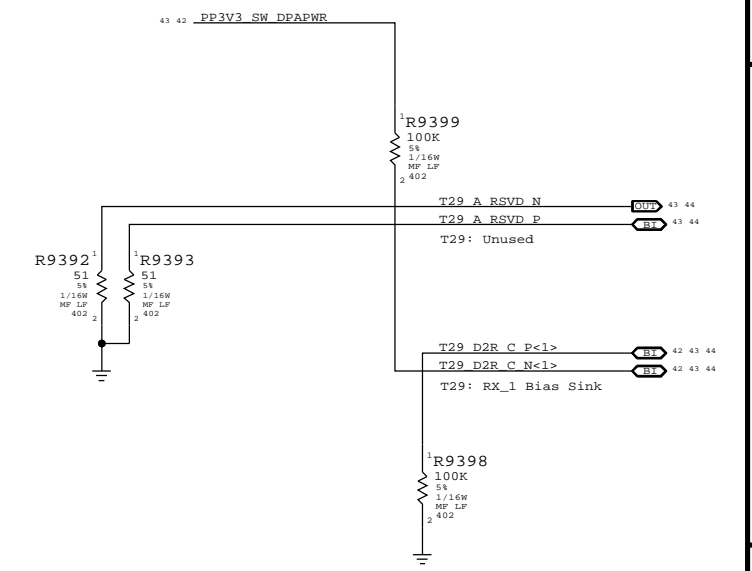 43 42 PP3V3_SW_DPAPWR
1 R9399
100K
5%
1/16W
MF LF
402
2
T29_A_RSVD_N OUT 43 44
T29_A_RSVD_P BI 43 44
T29: Unused
R9392 1
51
5%
1/16W
MF LF
402
2
1 R9393
51
5%
1/16W
MF LF
402
2
T29_D2R_C_P<1> BI 42 43 44
T29_D2R_C_N<1> BI 42 43 44
T29: RX_1 Bias Sink
1 R9398
100K
5%
1/16W
MF LF
402
2